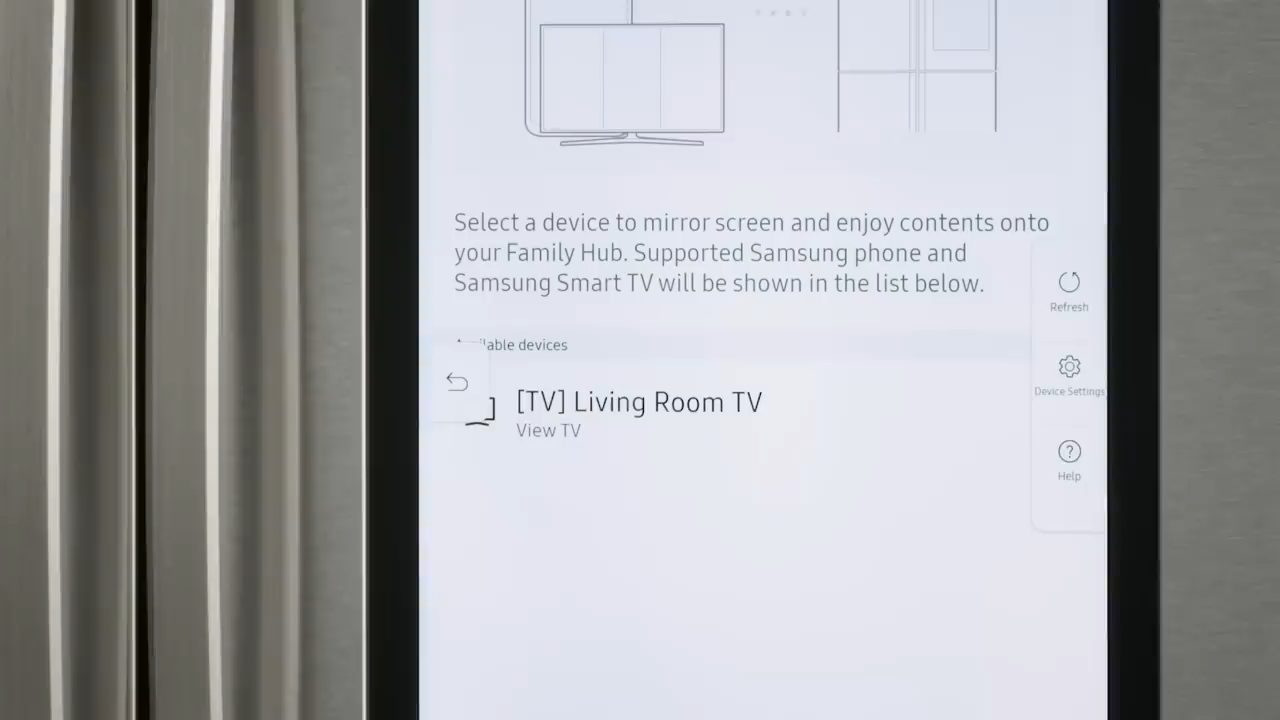 Select a device to mirror screen and enjoy contents onto
your Family Hub. Supported Samsung phone and
Samsung Smart TV will be shown in the list below.
Refresh
devices
Device Settings
[TV] Living Room TV
View TV
Help